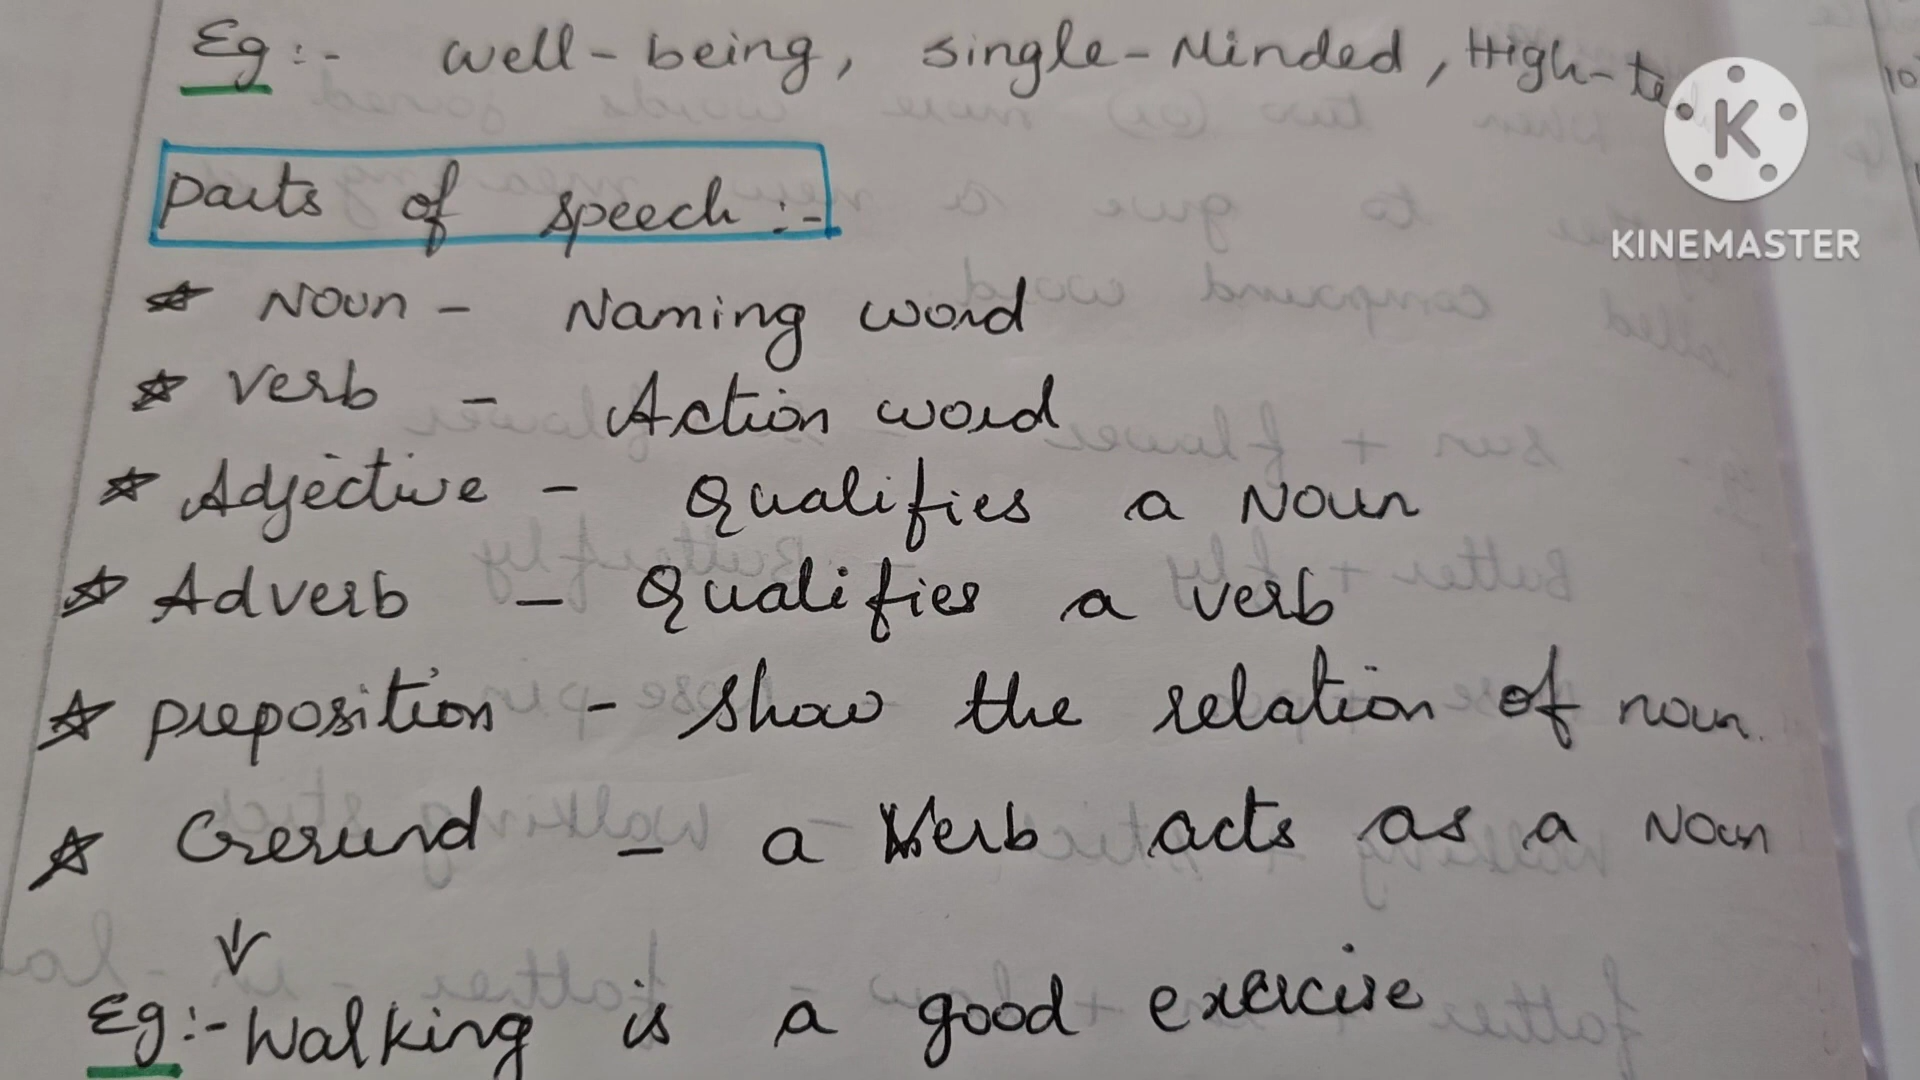 Eg:- well-being, single-Minded, High-te
KINEMASTER
Parts of speech:-
Noun - Naming word
Verb - Action word
Adjective - Qualifies a Noun
Adverb - Qualifies a verb
preposition - show the relation of noun.
Gerund - a Verb acts as a Noun
Eg:- Walking is a good exercise